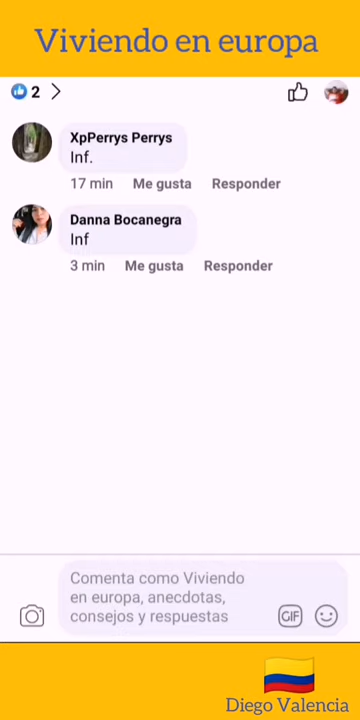 Viviendo en europa
2
XpPerrys Perrys
Inf.
17 min Me gusta Responder
Danna Bocanegra
Inf
3 min Me gusta Responder
Comenta como Viviendo
en europa, anecdotas,
consejos y respuestas
GIF
Diego Valencia